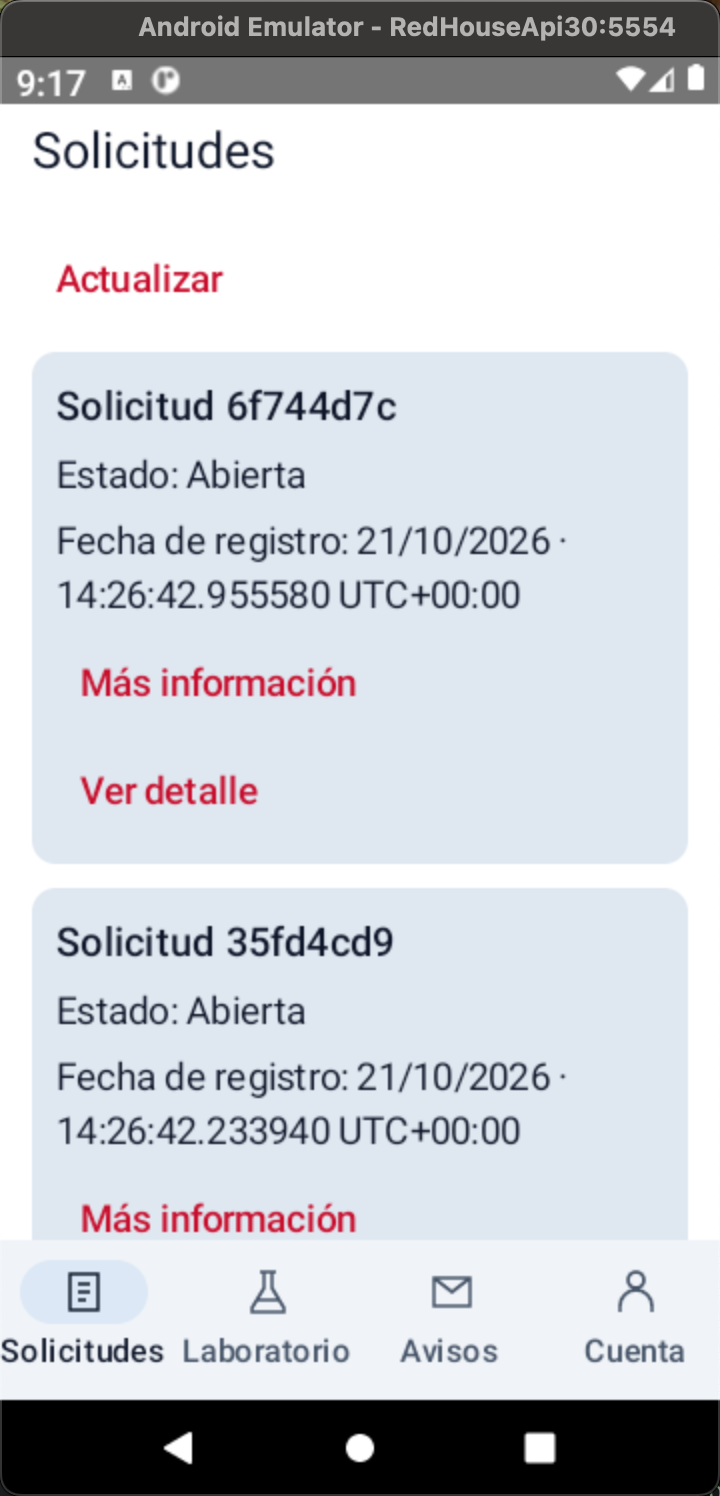 Android Emulator - RedHouseApi30:5554
9:17
Solicitudes
Actualizar
Solicitud 6f744d7c
Estado: Abierta
Fecha de registro: 21/10/2026 ·
14:26:42.955580 UTC+00:00
Más información
Ver detalle
Solicitud 35fd4cd9
Estado: Abierta
Fecha de registro: 21/10/2026 ·
14:26:42.233940 UTC+00:00
Más información
Solicitudes Laboratorio Avisos Cuenta